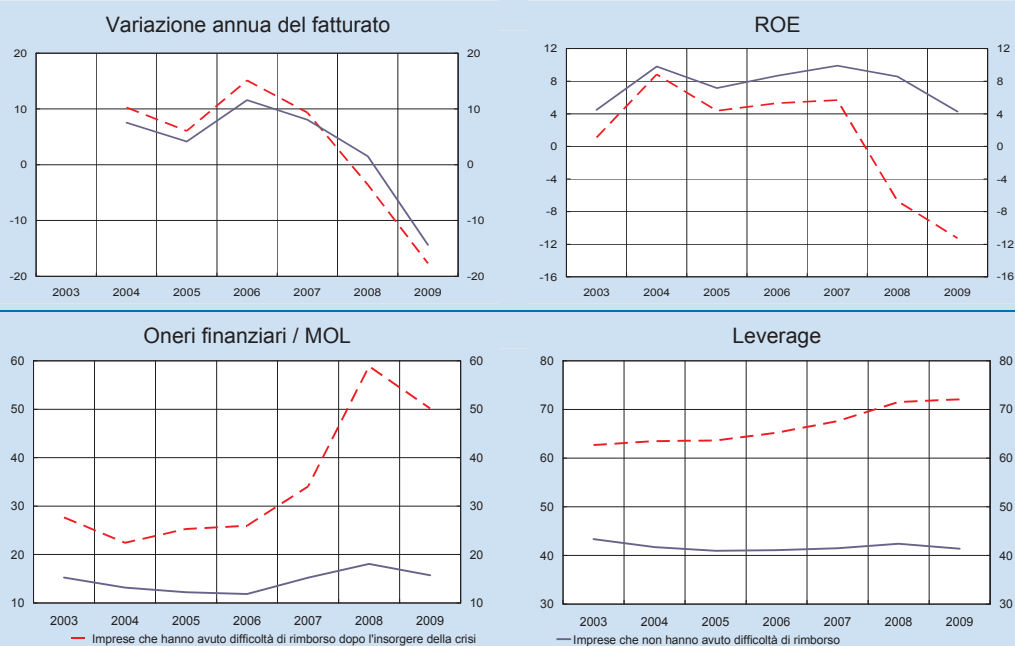 Variazione annua del fatturato
20 20
10 10
0 0
-10 -10
-20 -20
2003 2004 2005 2006 2007 2008 2009
ROE
12 12
8 8
4 4
0 0
-4 -4
-8 -8
-12 -12
-16 -16
2003 2004 2005 2006 2007 2008 2009
Oneri finanziari / MOL
60 60
50 50
40 40
30 30
20 20
10 10
2003 2004 2005 2006 2007 2008 2009
Leverage
80 80
70 70
60 60
50 50
40 40
30 30
2003 2004 2005 2006 2007 2008 2009
Imprese che hanno avuto difficoltà di rimborso dopo l'insorgere della crisi
Imprese che non hanno avuto difficoltà di rimborso